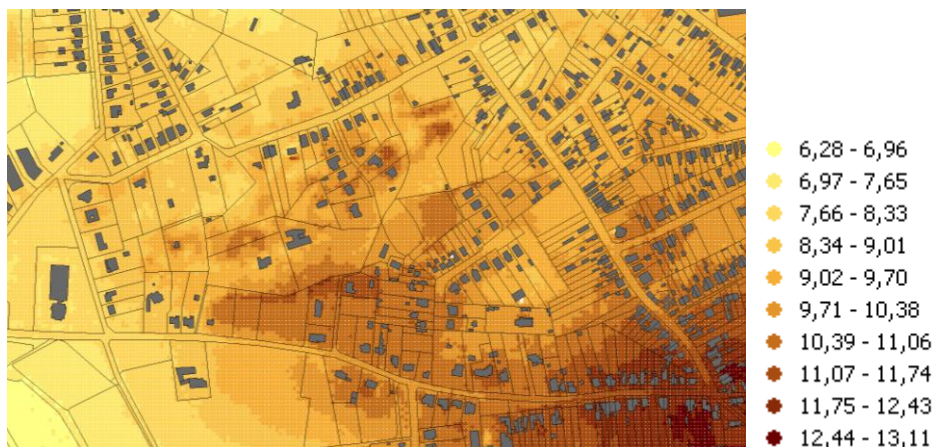 6,28 - 6,96
6,97 - 7,65
7,66 - 8,33
8,34 - 9,01
9,02 - 9,70
9,71 - 10,38
10,39 - 11,06
11,07 - 11,74
11,75 - 12,43
12,44 - 13,11